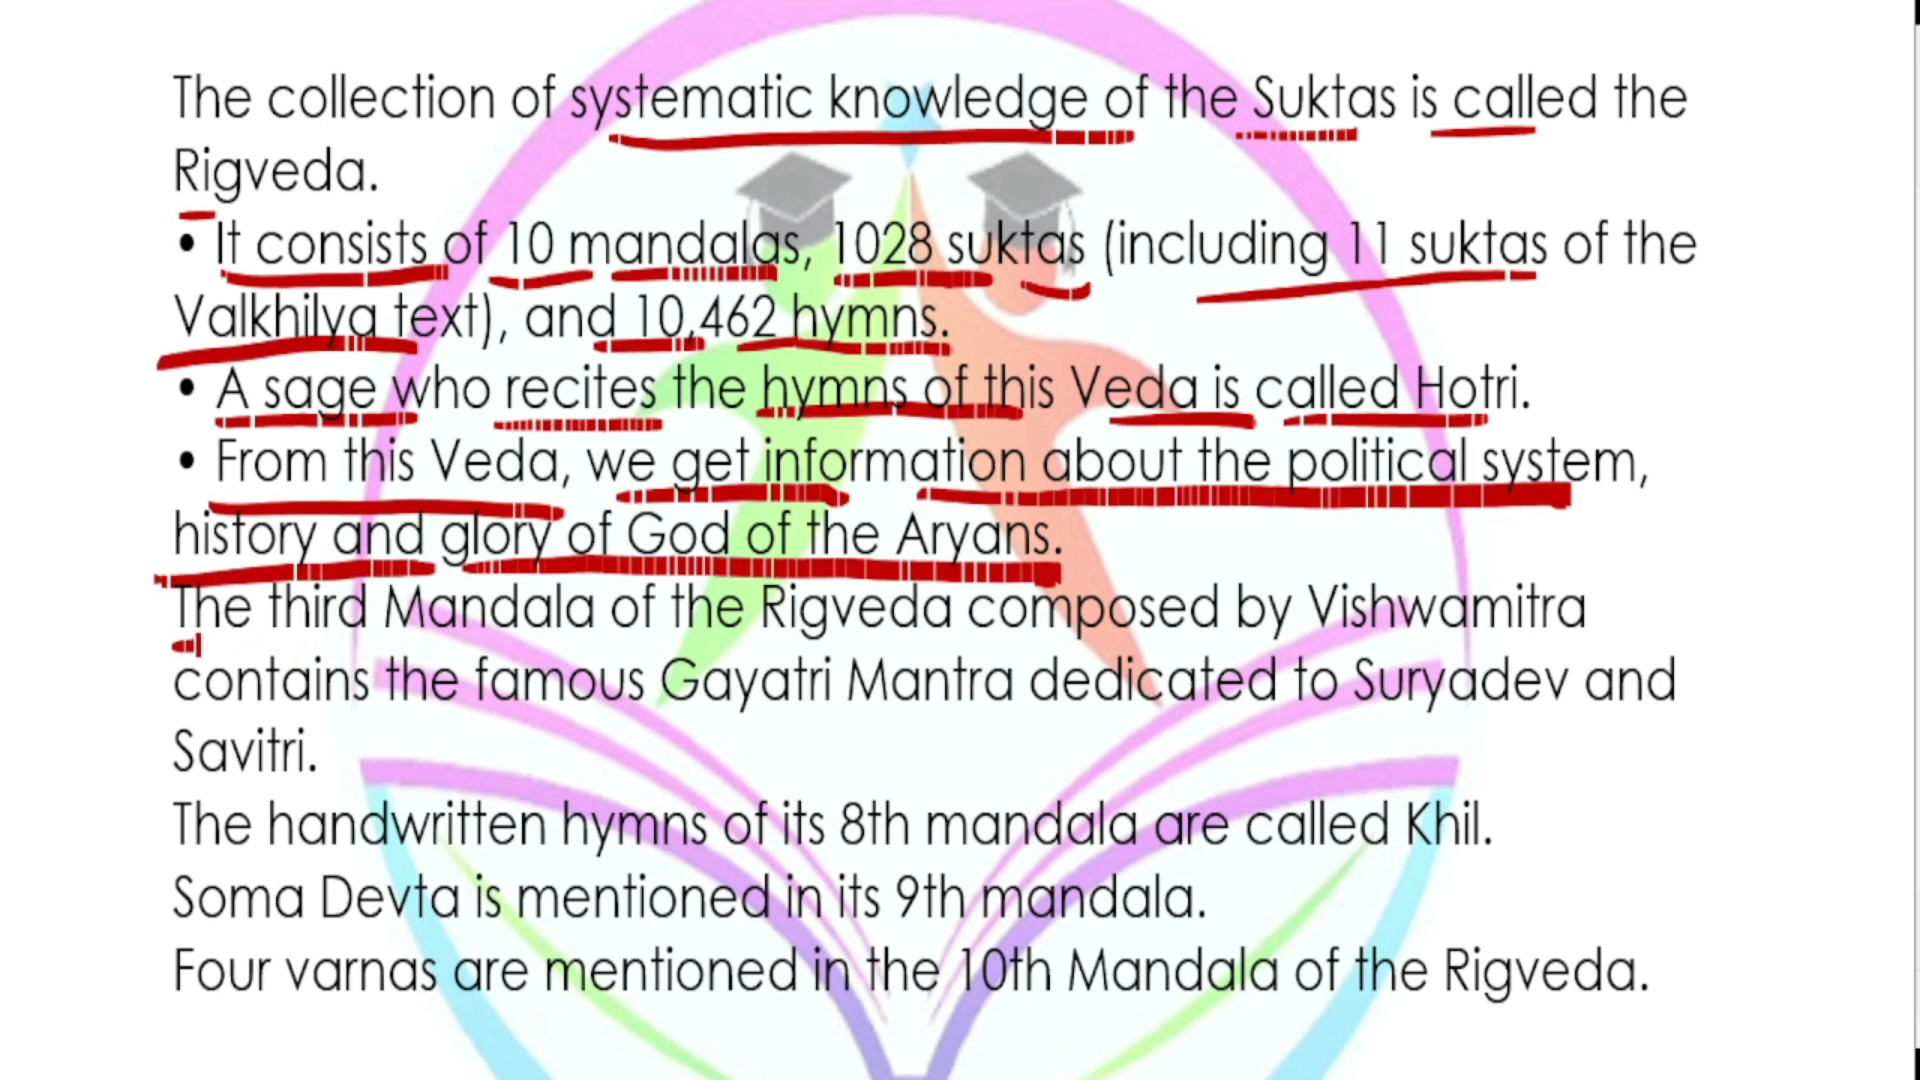 The collection of systematic knowledge of the Suktas is called the
Rigveda.
• It consists of 10 mandalas, 1028 suktas (including 11 suktas of the
Valkhilya text), and 10,462 hymns.
• A sage who recites the hymns of this Veda is called Hotri.
• From this Veda, we get information about the political system,
history and glory of God of the Aryans.
The third Mandala of the Rigveda composed by Vishwamitra
contains the famous Gayatri Mantra dedicated to Suryadev and
Savitri.
The handwritten hymns of its 8th mandala are called Khil.
Soma Devta is mentioned in its 9th mandala.
Four varnas are mentioned in the 10th Mandala of the Rigveda.